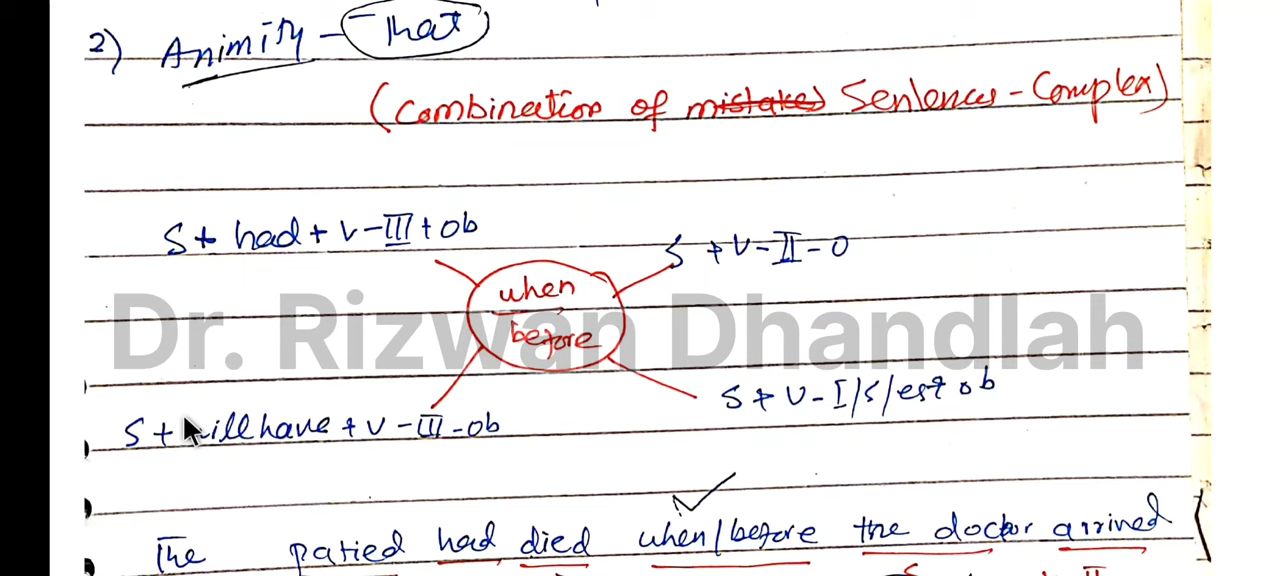 2) Animity - That
(Combination of mistakes Sentences - Complex)
S + had + V - III + ob
S + V - II - O
when
before
Dr. Rizwan Dhandlah
S + V - I/s/es + ob
S + will have + V - III - ob
The patied had died when/before the doctor arrived
S II